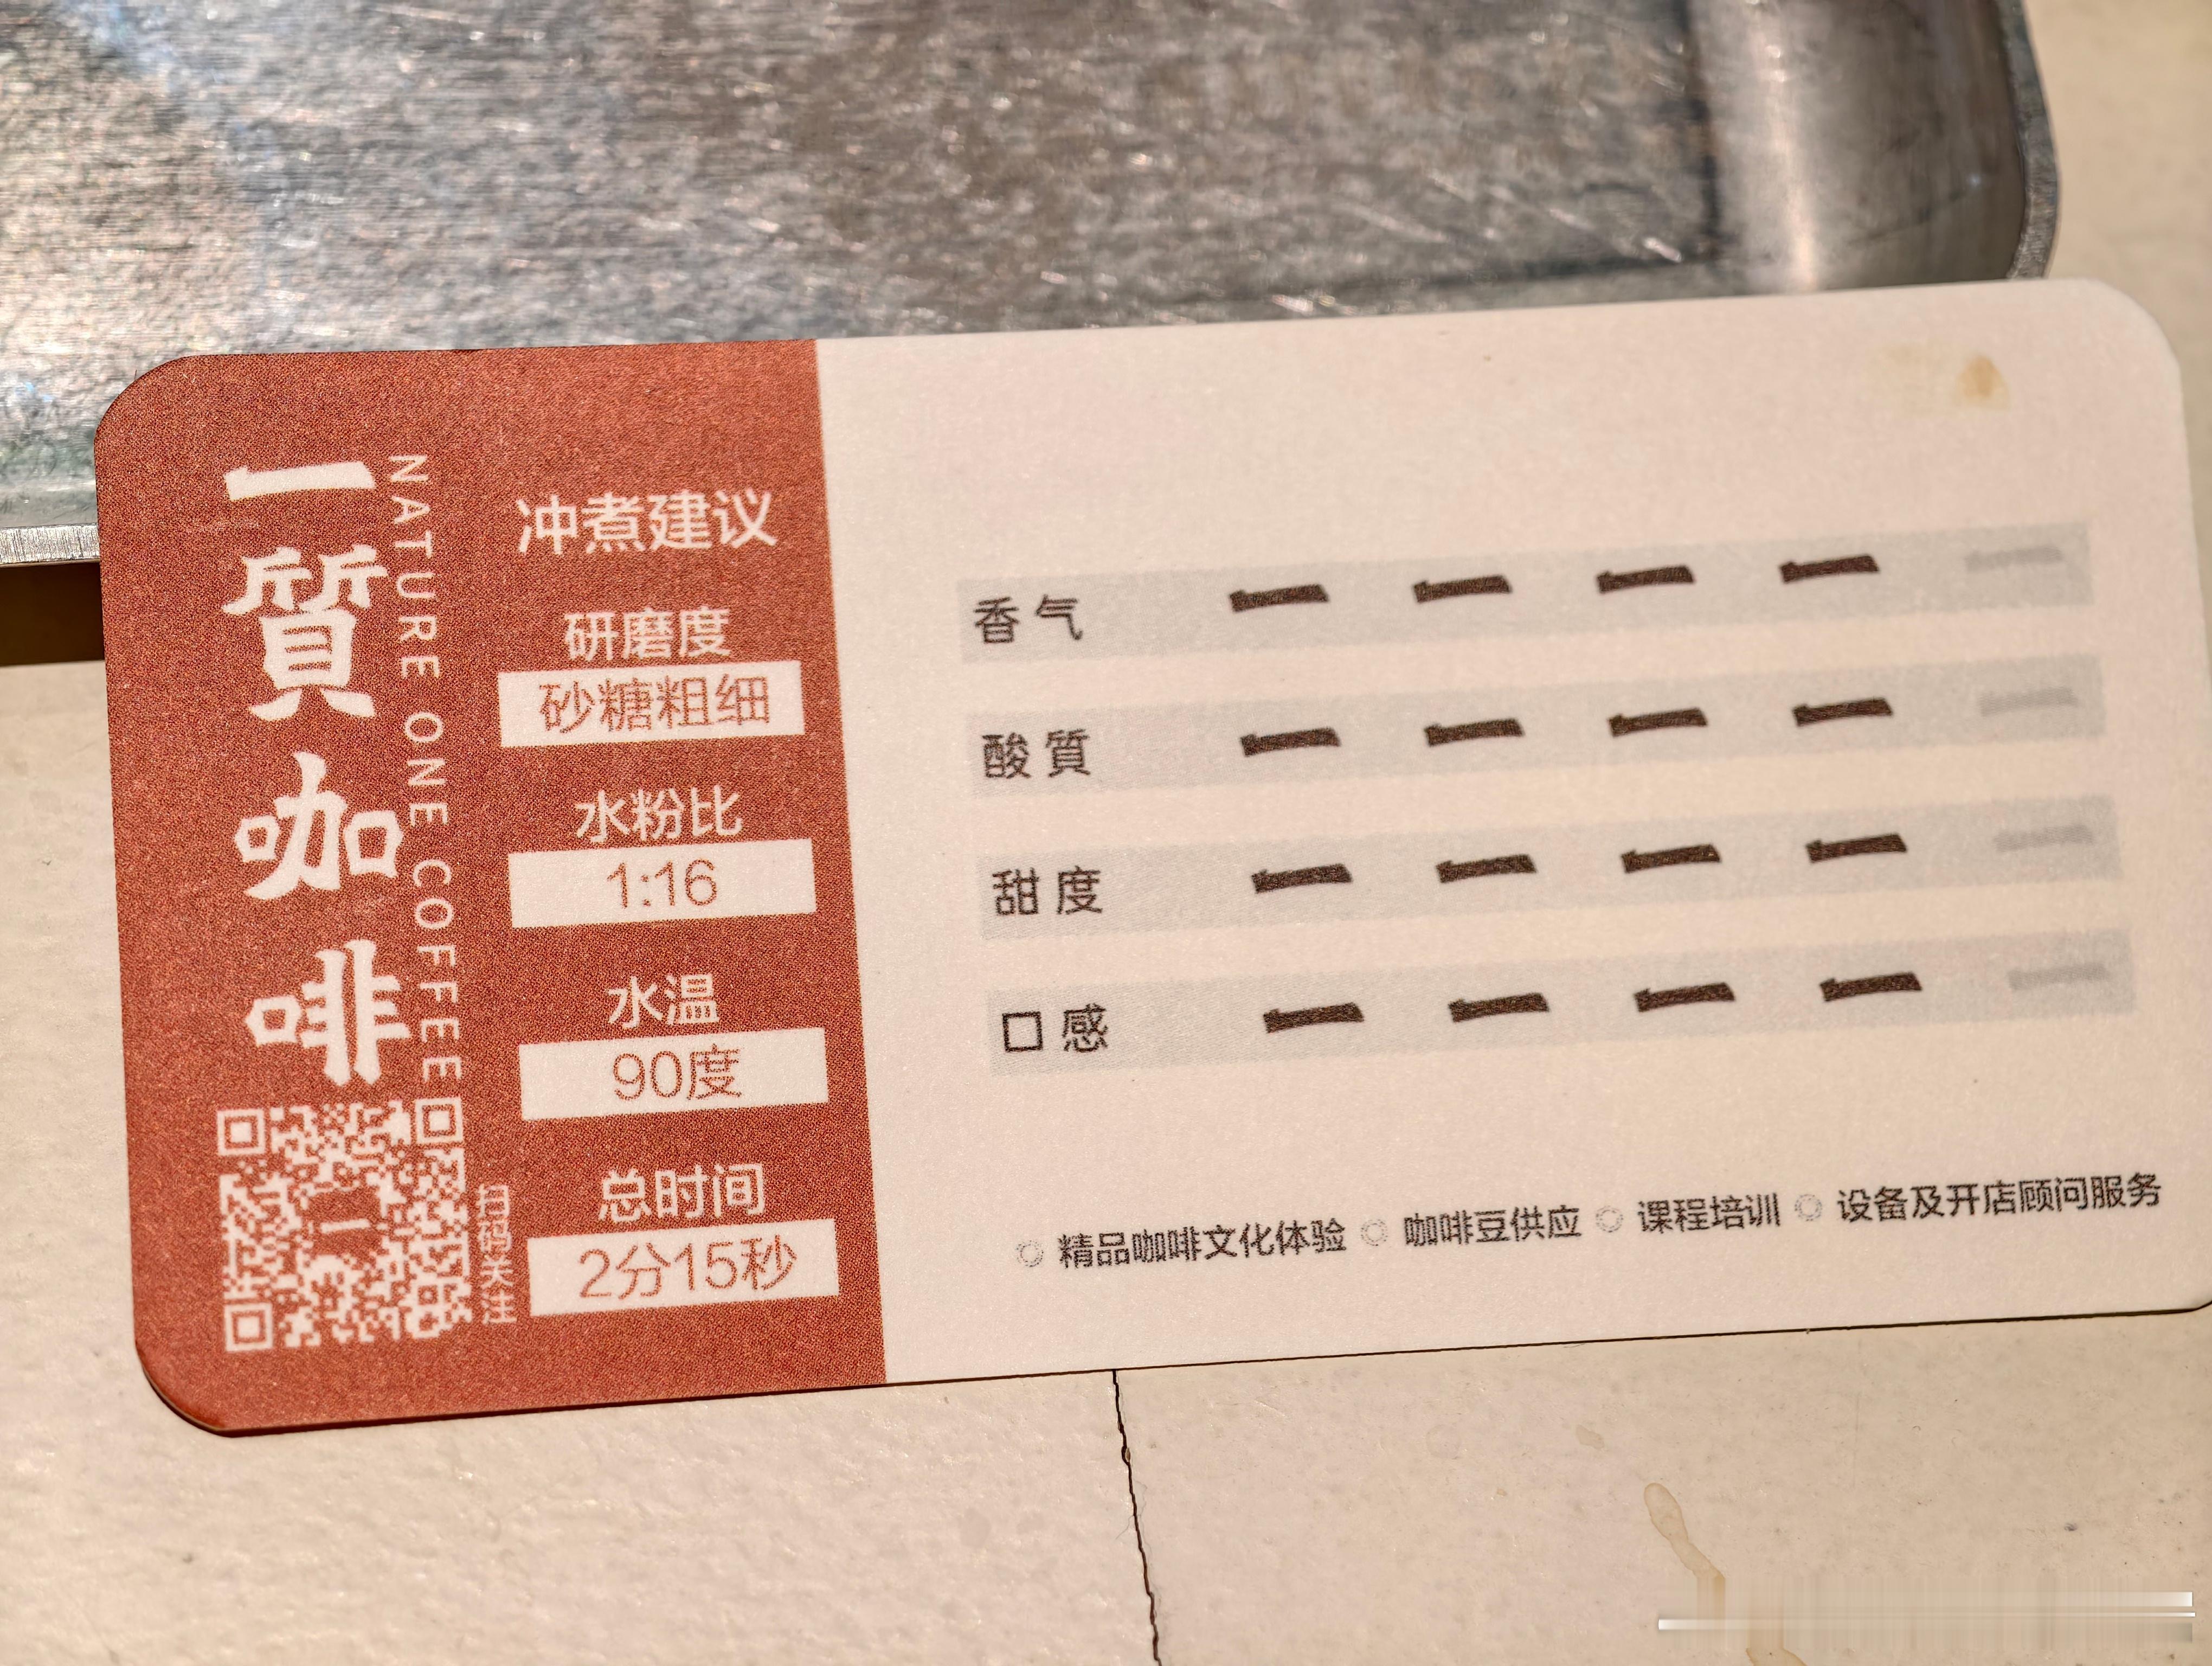 一質咖啡
NATURE ONE COFFEE
扫码关注
冲煮建议
研磨度
砂糖粗细
水粉比
1:16
水温
90度
总时间
2分15秒
香气
酸質
甜度
口感
精品咖啡文化体验 咖啡豆供应 课程培训 设备及开店顾问服务